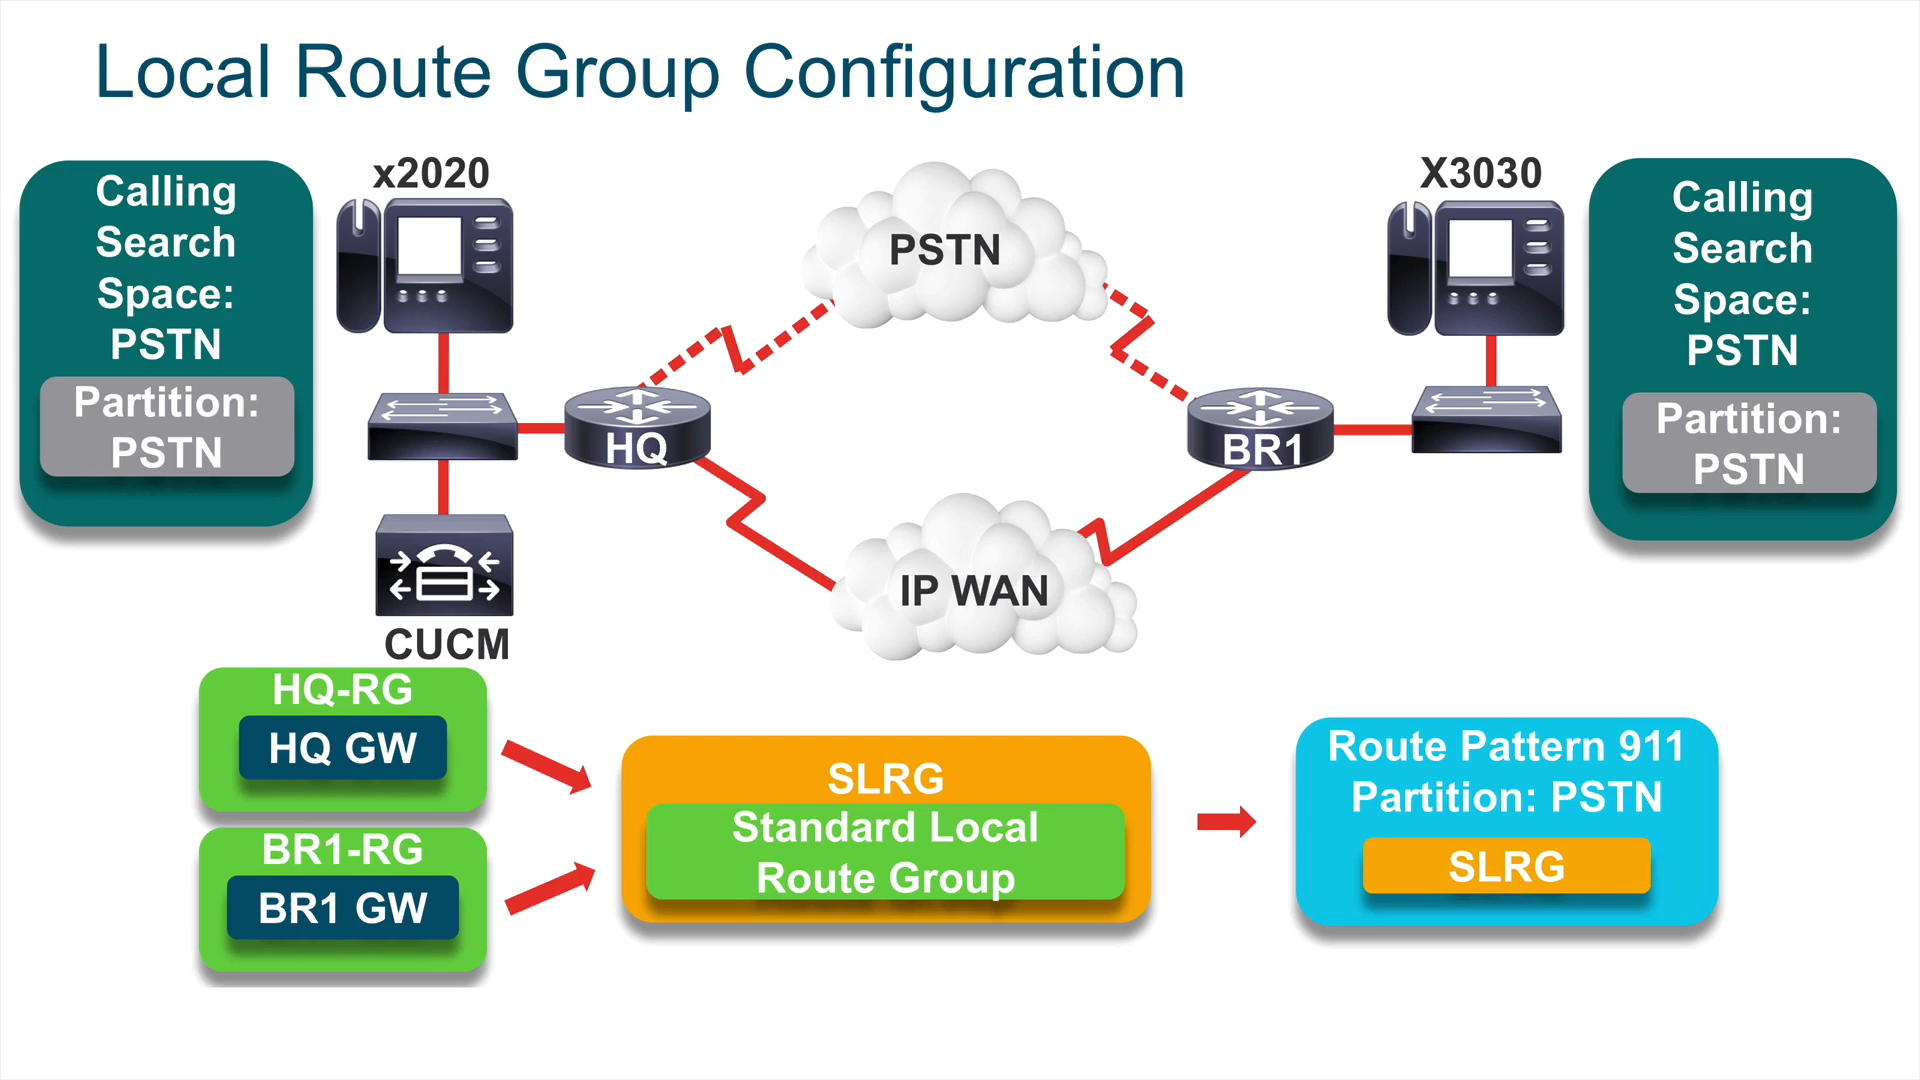 Local Route Group Configuration
Calling
Search
Space:
PSTN
Partition:
PSTN
x2020
PSTN
X3030
Calling
Search
Space:
PSTN
Partition:
PSTN
HQ
BR1
IP WAN
CUCM
HQ-RG
HQ GW
BR1-RG
BR1 GW
SLRG
Standard Local
Route Group
Route Pattern 911
Partition: PSTN
SLRG